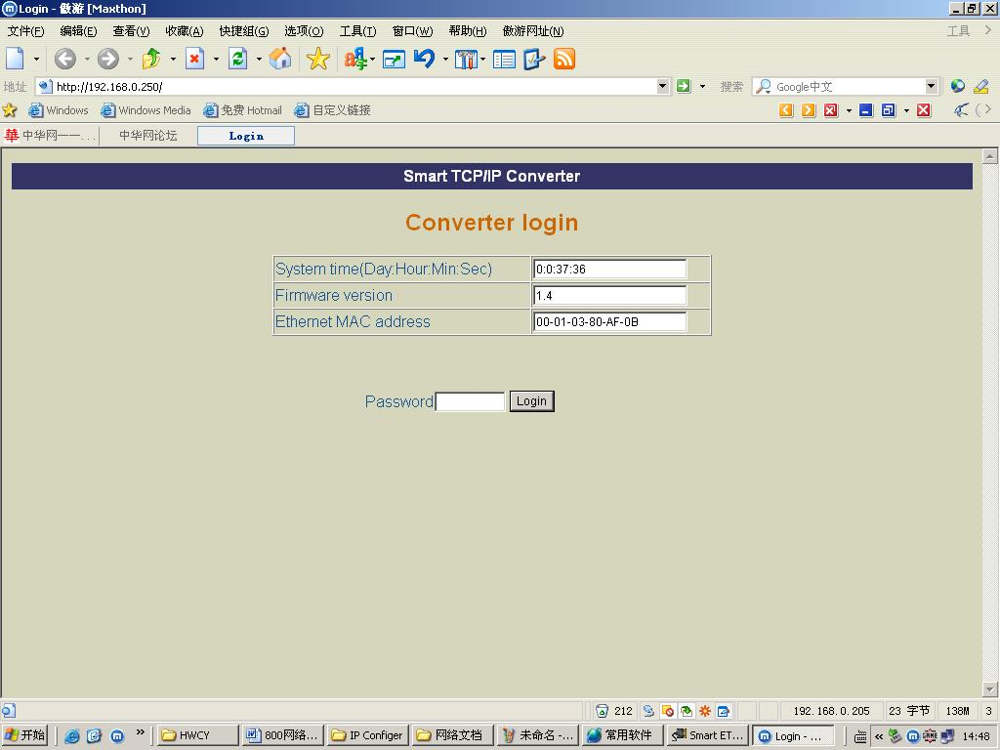 Login - 傲游 [Maxthon]
文件(F) 编辑(E) 查看(V) 收藏(A) 快捷组(G) 选项(O) 工具(T) 窗口(W) 帮助(H) 傲游网址(N) 工具
地址 http://192.168.0.250/ 搜索 Google中文
Windows Windows Media 免费 Hotmail 自定义链接
華 中华网一一... 中华网论坛 Login
Smart TCP/IP Converter
Converter login
System time(Day:Hour:Min:Sec) 0:0:37:36
Firmware version 1.4
Ethernet MAC address 00-01-03-80-AF-0B
Password Login
212 192.168.0.205 23 字节 138M 3
开始 » HWCY 800网络... IP Configer 网络文档 未命名 -... 常用软件 Smart ET... Login - ... « 14:48